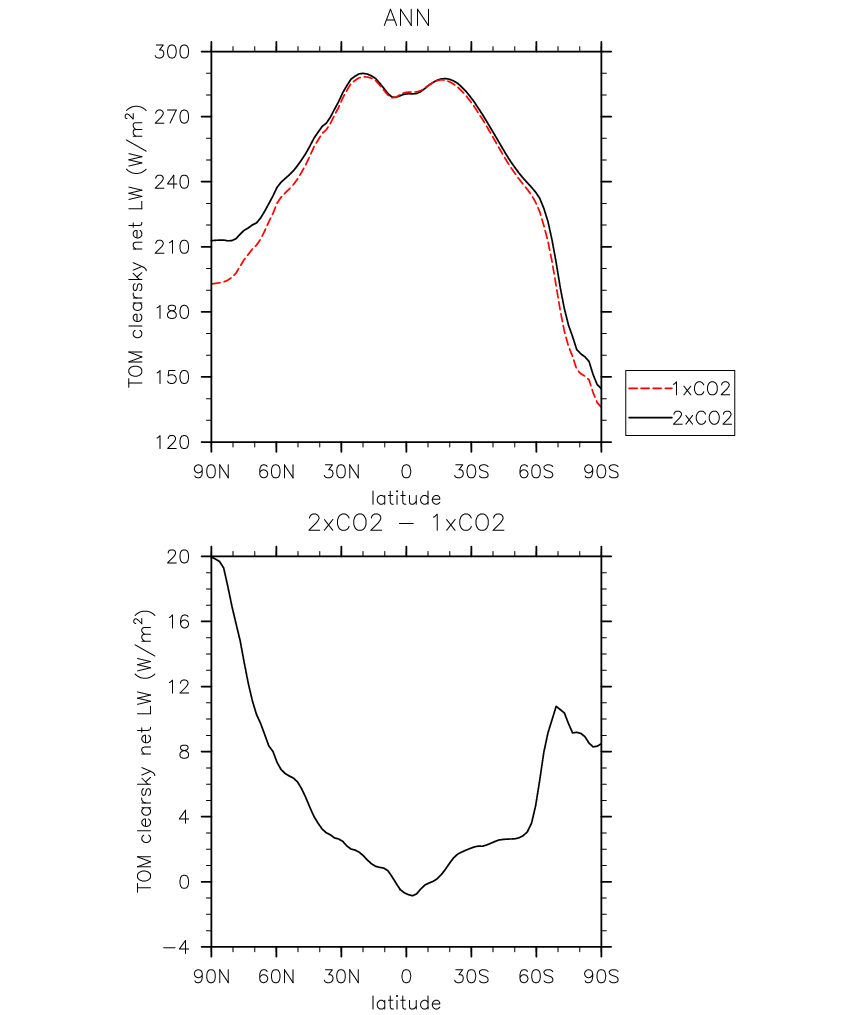 ANN
TOM clearsky net LW (W/m²)
300
270
240
210
180
150
120
90N 60N 30N 0 30S 60S 90S
latitude
1xCO2
2xCO2
2xCO2 − 1xCO2
TOM clearsky net LW (W/m²)
20
16
12
8
4
0
−4
90N 60N 30N 0 30S 60S 90S
latitude